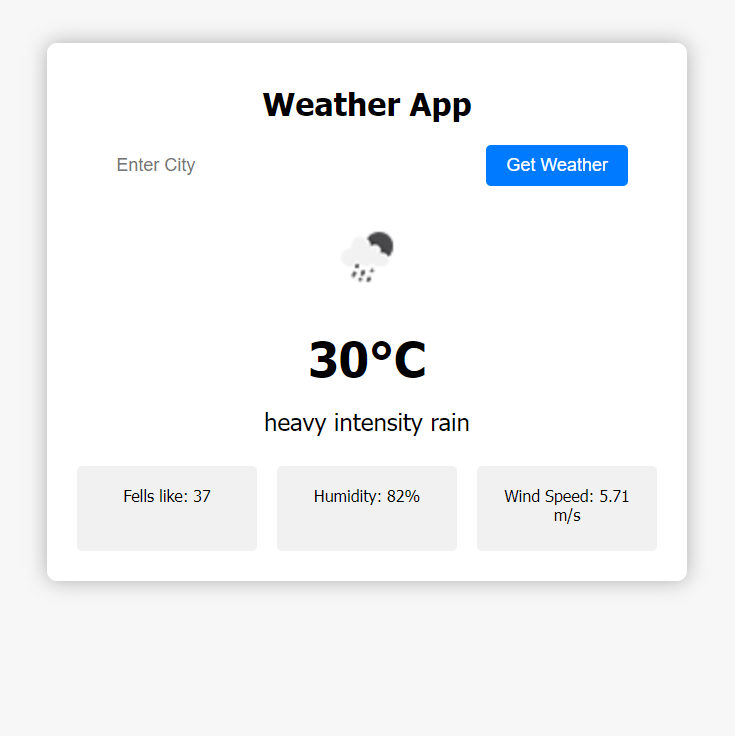 Weather App
Enter City
Get Weather
30°C
heavy intensity rain
Fells like: 37
Humidity: 82%
Wind Speed: 5.71
m/s